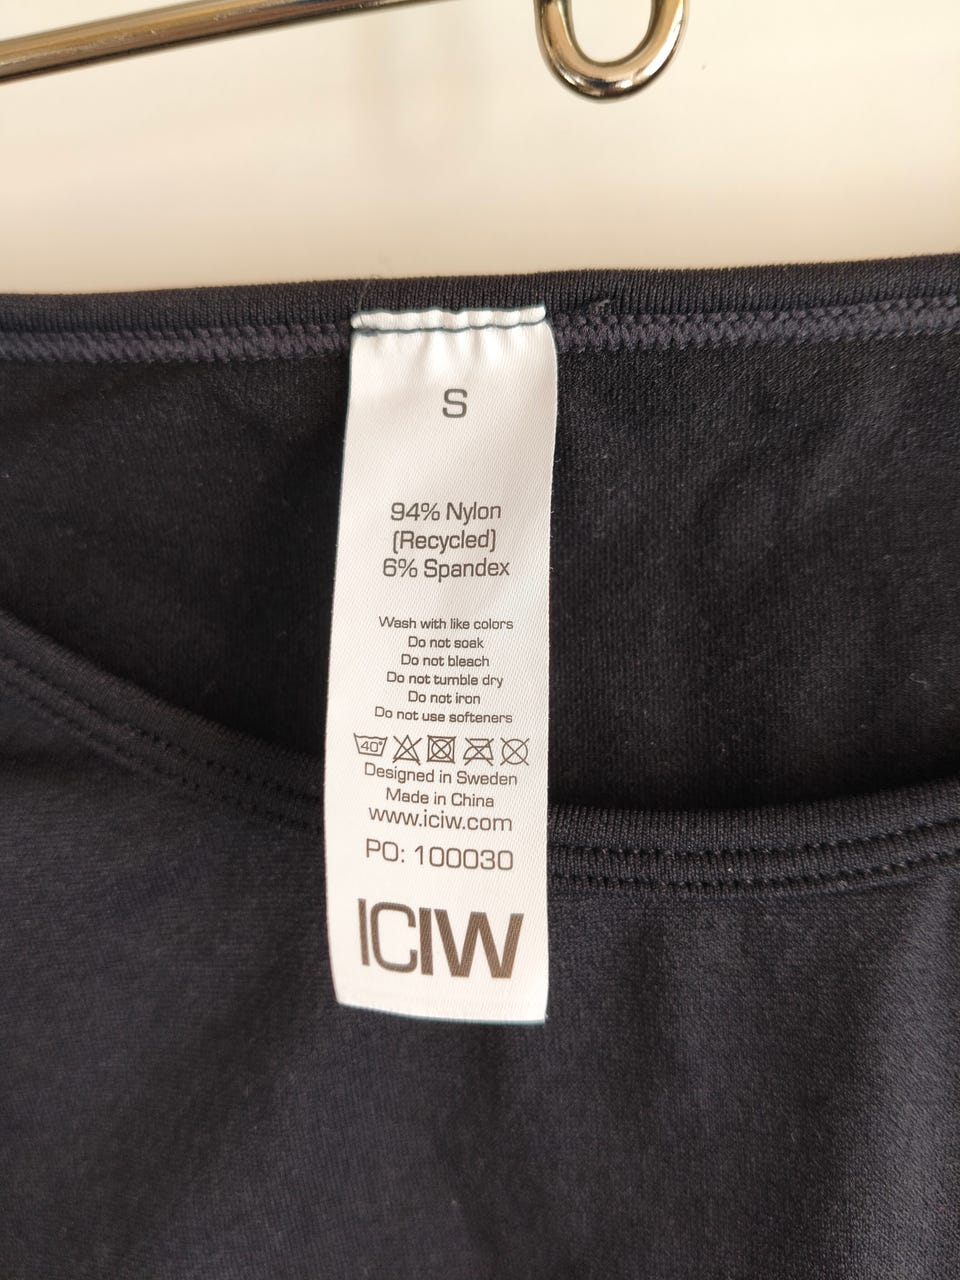 S
94% Nylon
(Recycled)
6% Spandex
Wash with like colors
Do not soak
Do not bleach
Do not tumble dry
Do not iron
Do not use softeners
40°
Designed in Sweden
Made in China
www.iciw.com
PO: 100030
ICIW